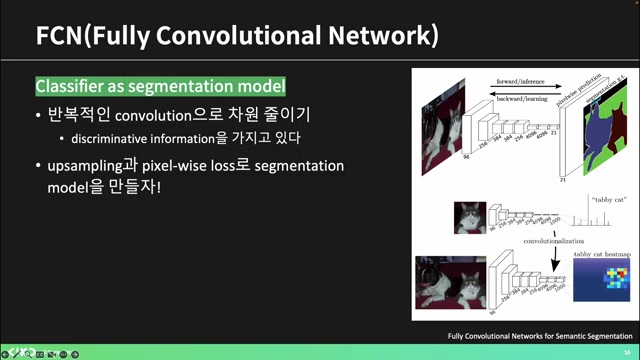 FCN(Fully Convolutional Network)
Classifier as segmentation model
• 반복적인 convolution으로 차원 줄이기
• discriminative information을 가지고 있다
• upsampling과 pixel-wise loss로 segmentation
model을 만들자!
forward/inference
backward/learning
pixelwise prediction
segmentation g.t.
96
256
384
384
256
4096
4096
21
21
"tabby cat"
96
256
384
384
256
4096
4096
1000
convolutionalization
tabby cat heatmap
96
256
384
384
256
4096
4096
1000
Fully Convolutional Networks for Semantic Segmentation
56